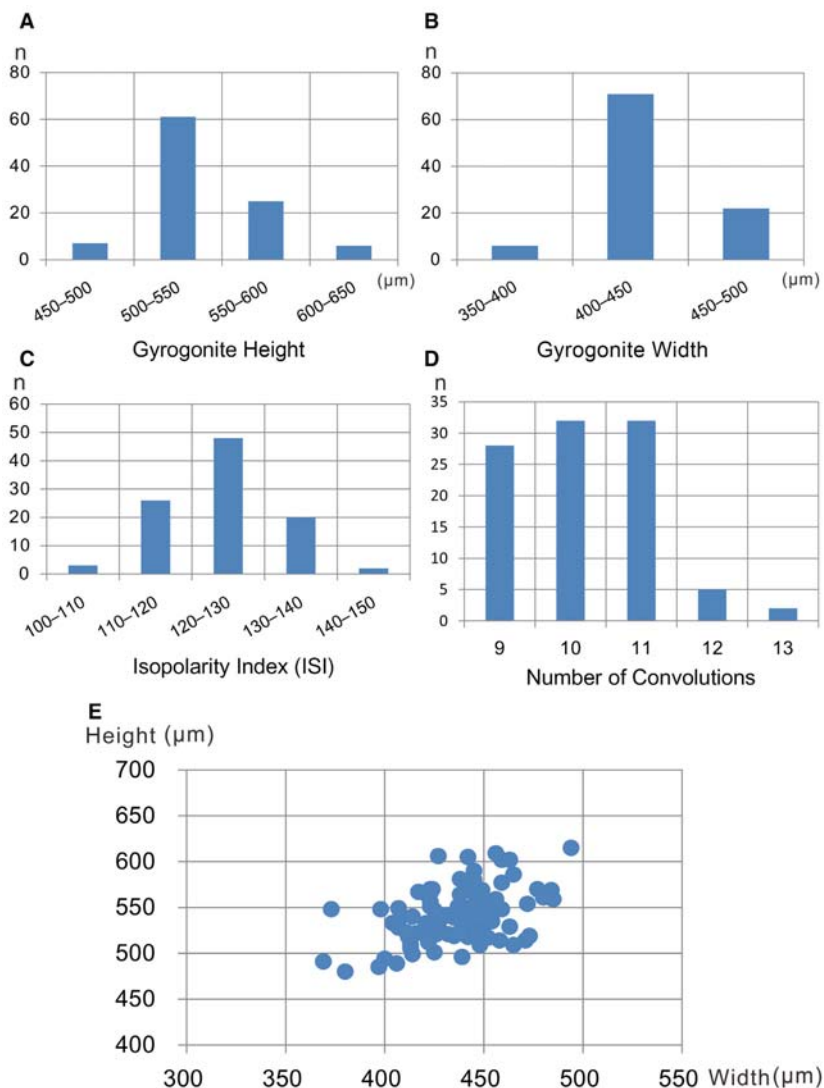 A
n
80
60
40
20
0
450–500
500–550
550–600
600–650
(µm)
Gyrogonite Height
B
n
80
60
40
20
0
350–400
400–450
450–500
(µm)
Gyrogonite Width
C
n
60
50
40
30
20
10
0
100–110
110–120
120–130
130–140
140–150
Isopolarity Index (ISI)
D
n
35
30
25
20
15
10
5
0
9 10 11 12 13
Number of Convolutions
E
Height (µm)
700
650
600
550
500
450
400
300 350 400 450 500 550 Width(µm)